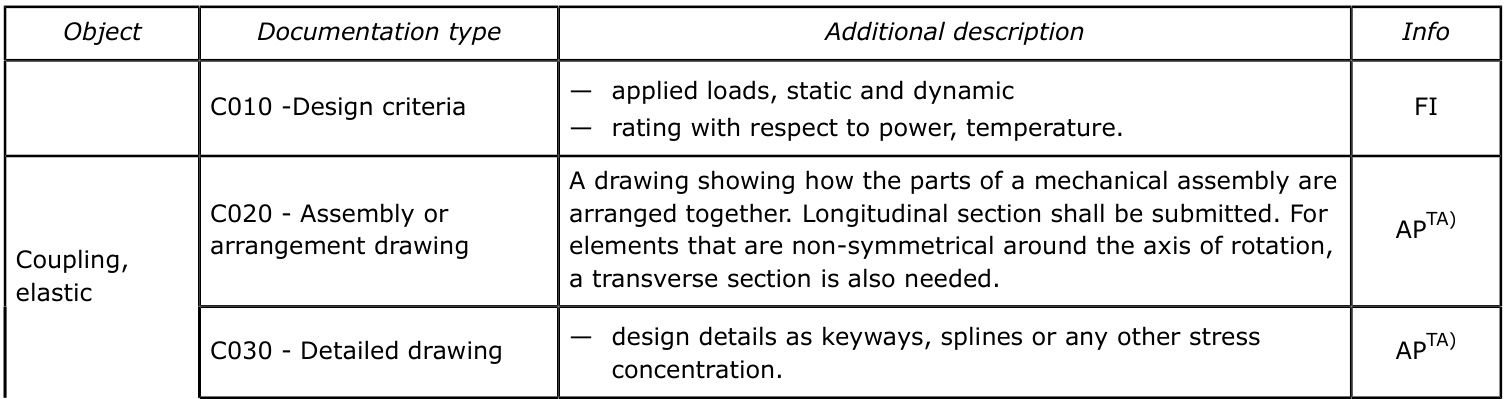 Object Documentation type Additional description Info
C010 -Design criteria
— applied loads, static and dynamic
— rating with respect to power, temperature.
FI
Coupling,
elastic
C020 - Assembly or
arrangement drawing
A drawing showing how the parts of a mechanical assembly are
arranged together. Longitudinal section shall be submitted. For
elements that are non-symmetrical around the axis of rotation,
a transverse section is also needed.
AP^TA)
C030 - Detailed drawing
— design details as keyways, splines or any other stress
concentration.
AP^TA)